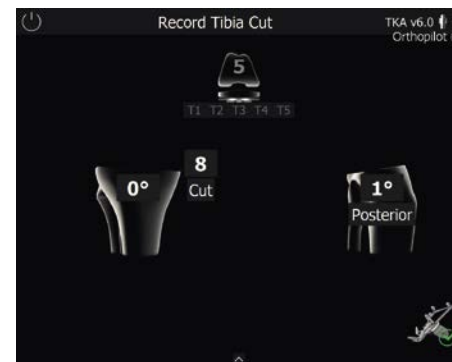 Record Tibia Cut
TKA v6.0
Orthopilot
5
T1 T2 T3 T4 T5
8
Cut
0°
1°
Posterior